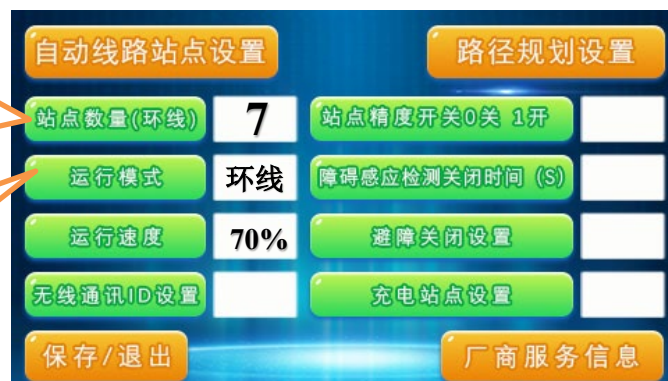 自动线路站点设置 路径规划设置
站点数量(环线) 7 站点精度开关0关 1开
运行模式 环线 障碍感应检测关闭时间 (S)
运行速度 70% 避障关闭设置
无线通讯ID设置 充电站点设置
保存/退出 厂商服务信息